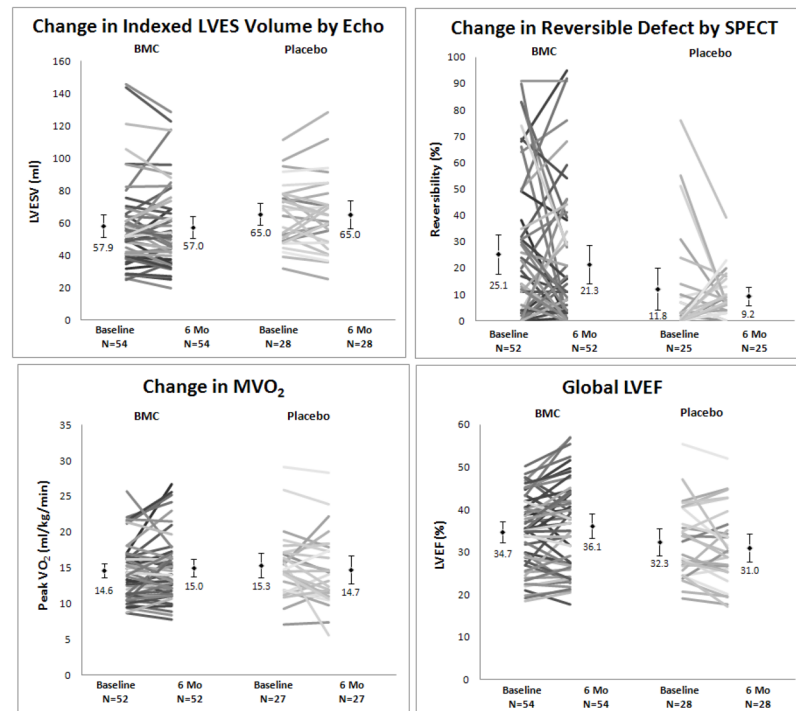 Change in Indexed LVES Volume by Echo
BMC Placebo
160
140
120
100
80
60
40
20
0
LVESV (ml)
57.9 57.0 65.0 65.0
Baseline 6 Mo Baseline 6 Mo
N=54 N=54 N=28 N=28
Change in Reversible Defect by SPECT
BMC Placebo
100
90
80
70
60
50
40
30
20
10
0
Reversibility (%)
25.1 21.3 11.8 9.2
Baseline 6 Mo Baseline 6 Mo
N=52 N=52 N=25 N=25
Change in MVO₂
BMC Placebo
35
30
25
20
15
10
5
0
Peak VO₂ (ml/kg/min)
14.6 15.0 15.3 14.7
Baseline 6 Mo Baseline 6 Mo
N=52 N=52 N=27 N=27
Global LVEF
BMC Placebo
60
50
40
30
20
10
0
LVEF (%)
34.7 36.1 32.3 31.0
Baseline 6 Mo Baseline 6 Mo
N=54 N=54 N=28 N=28